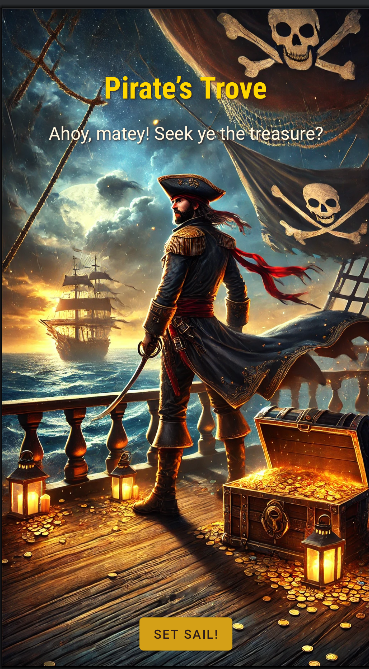 Pirate’s Trove
Ahoy, matey! Seek ye the treasure?
SET SAIL!